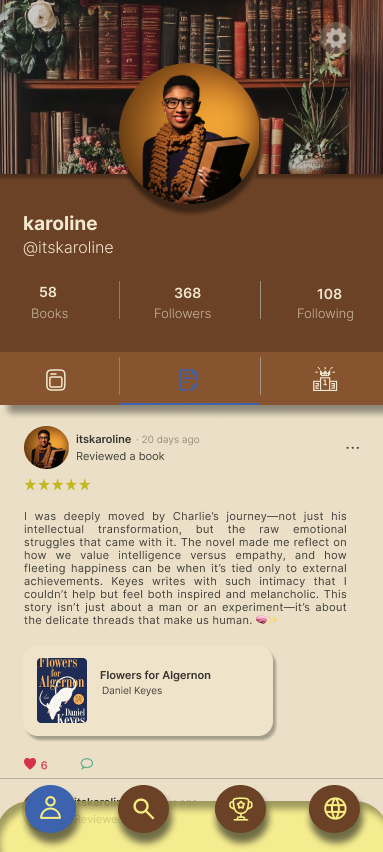 karoline
@itskaroline
58
Books
368
Followers
108
Following
itskaroline · 20 days ago
Reviewed a book
I was deeply moved by Charlie's journey—not just his
intellectual transformation, but the raw emotional
struggles that came with it. The novel made me reflect on
how we value intelligence versus empathy, and how
fleeting happiness can be when it's tied only to external
achievements. Keyes writes with such intimacy that I
couldn't help but feel both inspired and melancholic. This
story isn't just about a man or an experiment—it's about
the delicate threads that make us human. 🧠✨
Flowers
for
Algernon
Daniel
Keyes
Flowers for Algernon
Daniel Keyes
6
itskaroline
Reviewed